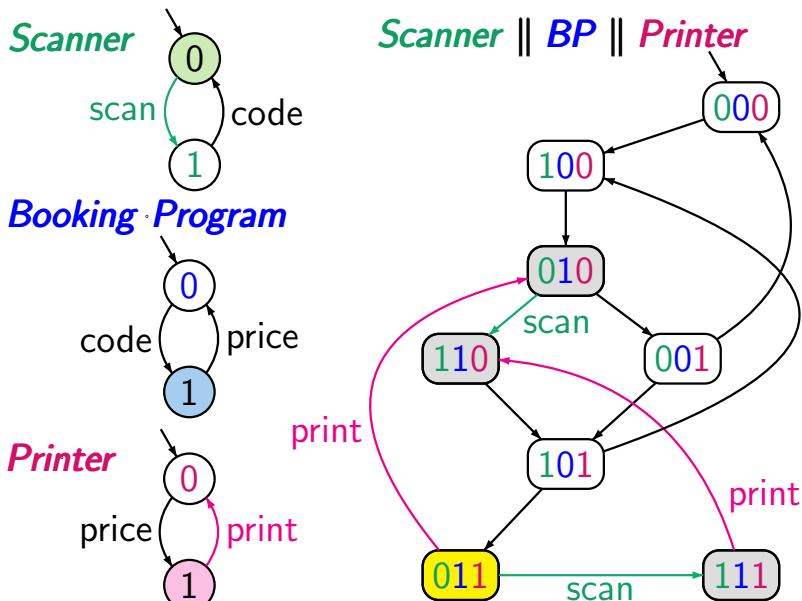 Scanner
0
scan
code
1
Booking Program
0
code
price
1
Printer
0
price
print
1
Scanner || BP || Printer
000
100
010
scan
110
001
print
101
print
011
scan
111